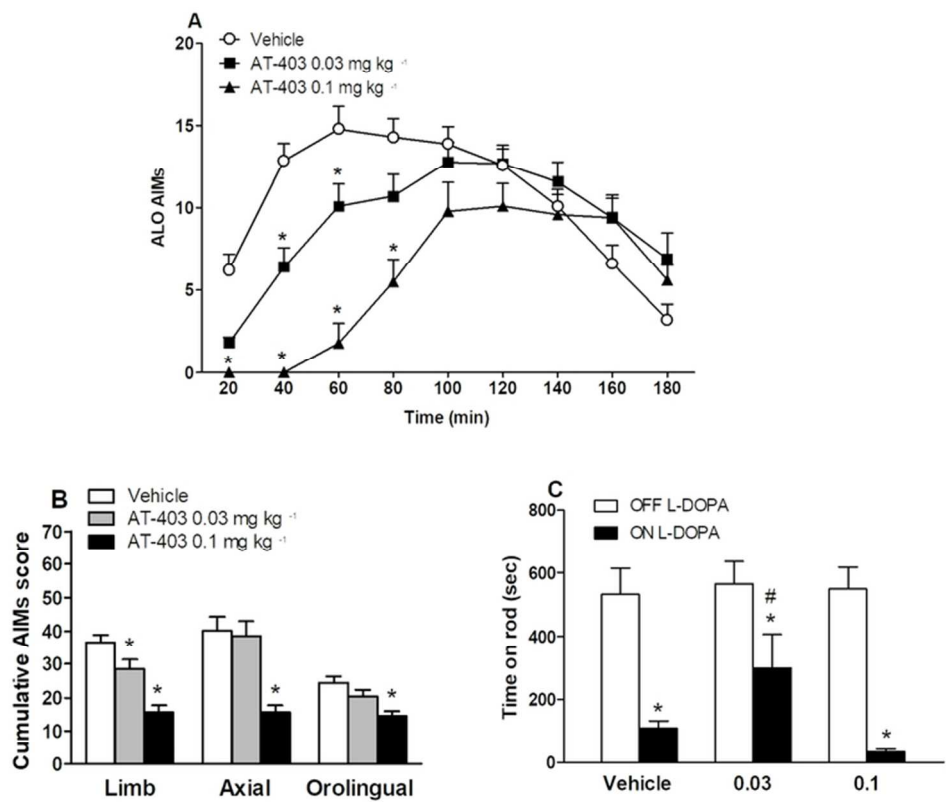 A
Vehicle
AT-403 0.03 mg kg -1
AT-403 0.1 mg kg -1
20
15
10
5
0
ALO AIMs
* * * * * *
*
20 40 60 80 100 120 140 160 180
Time (min)
B
Vehicle
AT-403 0.03 mg kg -1
AT-403 0.1 mg kg -1
70
60
50
40
30
20
10
0
Cumulative AIMs score
* * * *
Limb Axial Orolingual
C
OFF L-DOPA
ON L-DOPA
800
600
400
200
0
Time on rod (sec)
#
* * *
Vehicle 0.03 0.1